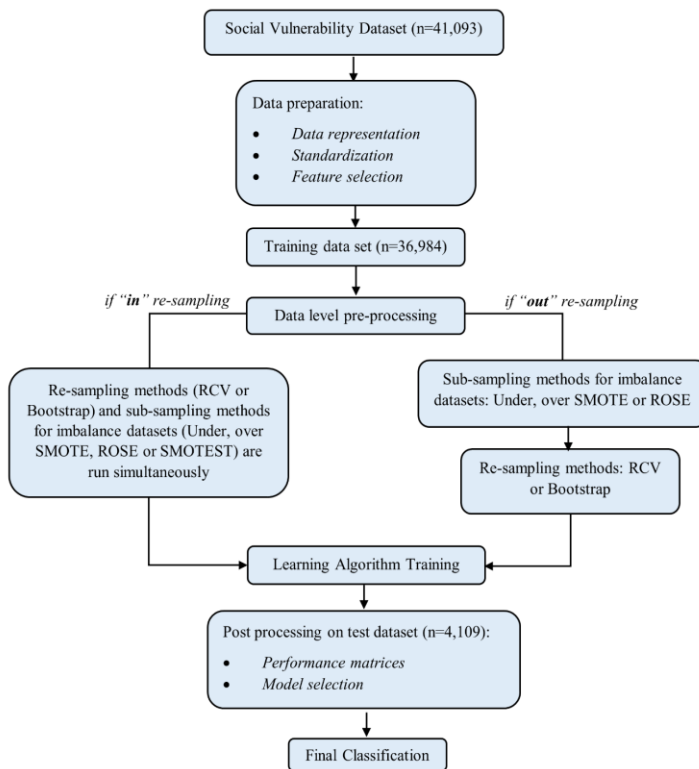 Social Vulnerability Dataset (n=41,093)
Data preparation:
• Data representation
• Standardization
• Feature selection
Training data set (n=36,984)
if “in” re-sampling
if “out” re-sampling
Data level pre-processing
Re-sampling methods (RCV or
Bootstrap) and sub-sampling methods
for imbalance datasets (Under, over
SMOTE, ROSE or SMOTEST) are
run simultaneously
Sub-sampling methods for imbalance
datasets: Under, over SMOTE or ROSE
Re-sampling methods: RCV
or Bootstrap
Learning Algorithm Training
Post processing on test dataset (n=4,109):
• Performance matrices
• Model selection
Final Classification